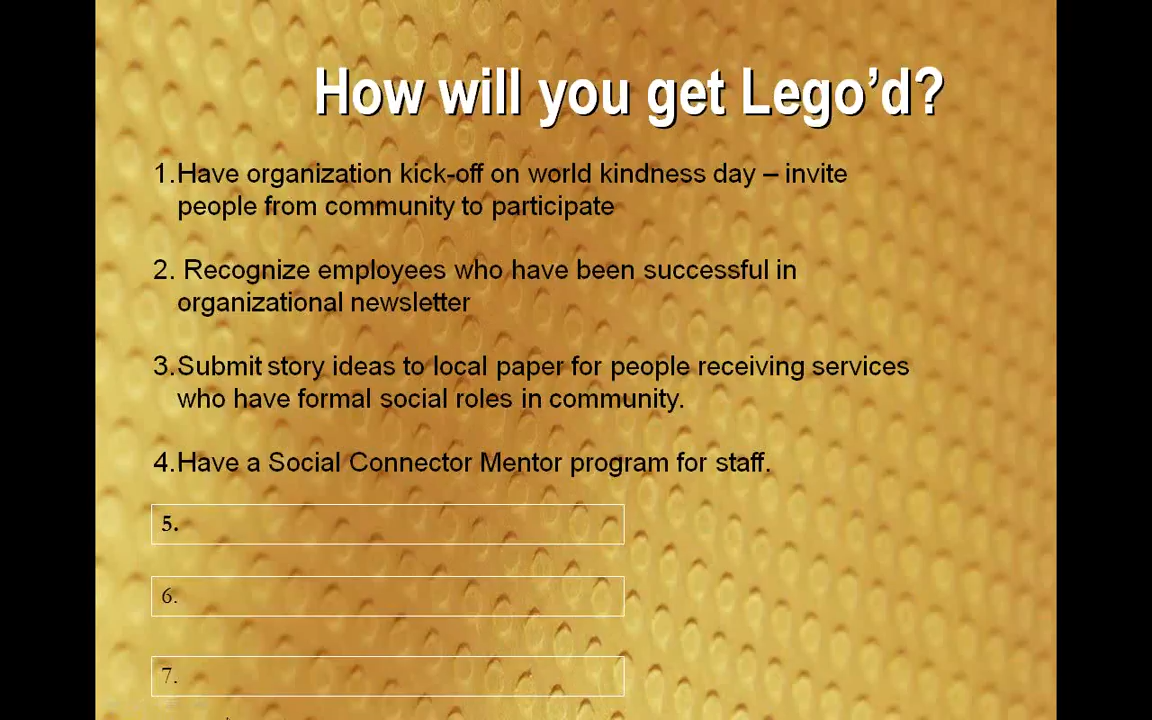 How will you get Lego’d?
1.Have organization kick-off on world kindness day – invite
people from community to participate
2. Recognize employees who have been successful in
organizational newsletter
3.Submit story ideas to local paper for people receiving services
who have formal social roles in community.
4.Have a Social Connector Mentor program for staff.
5.
6.
7.